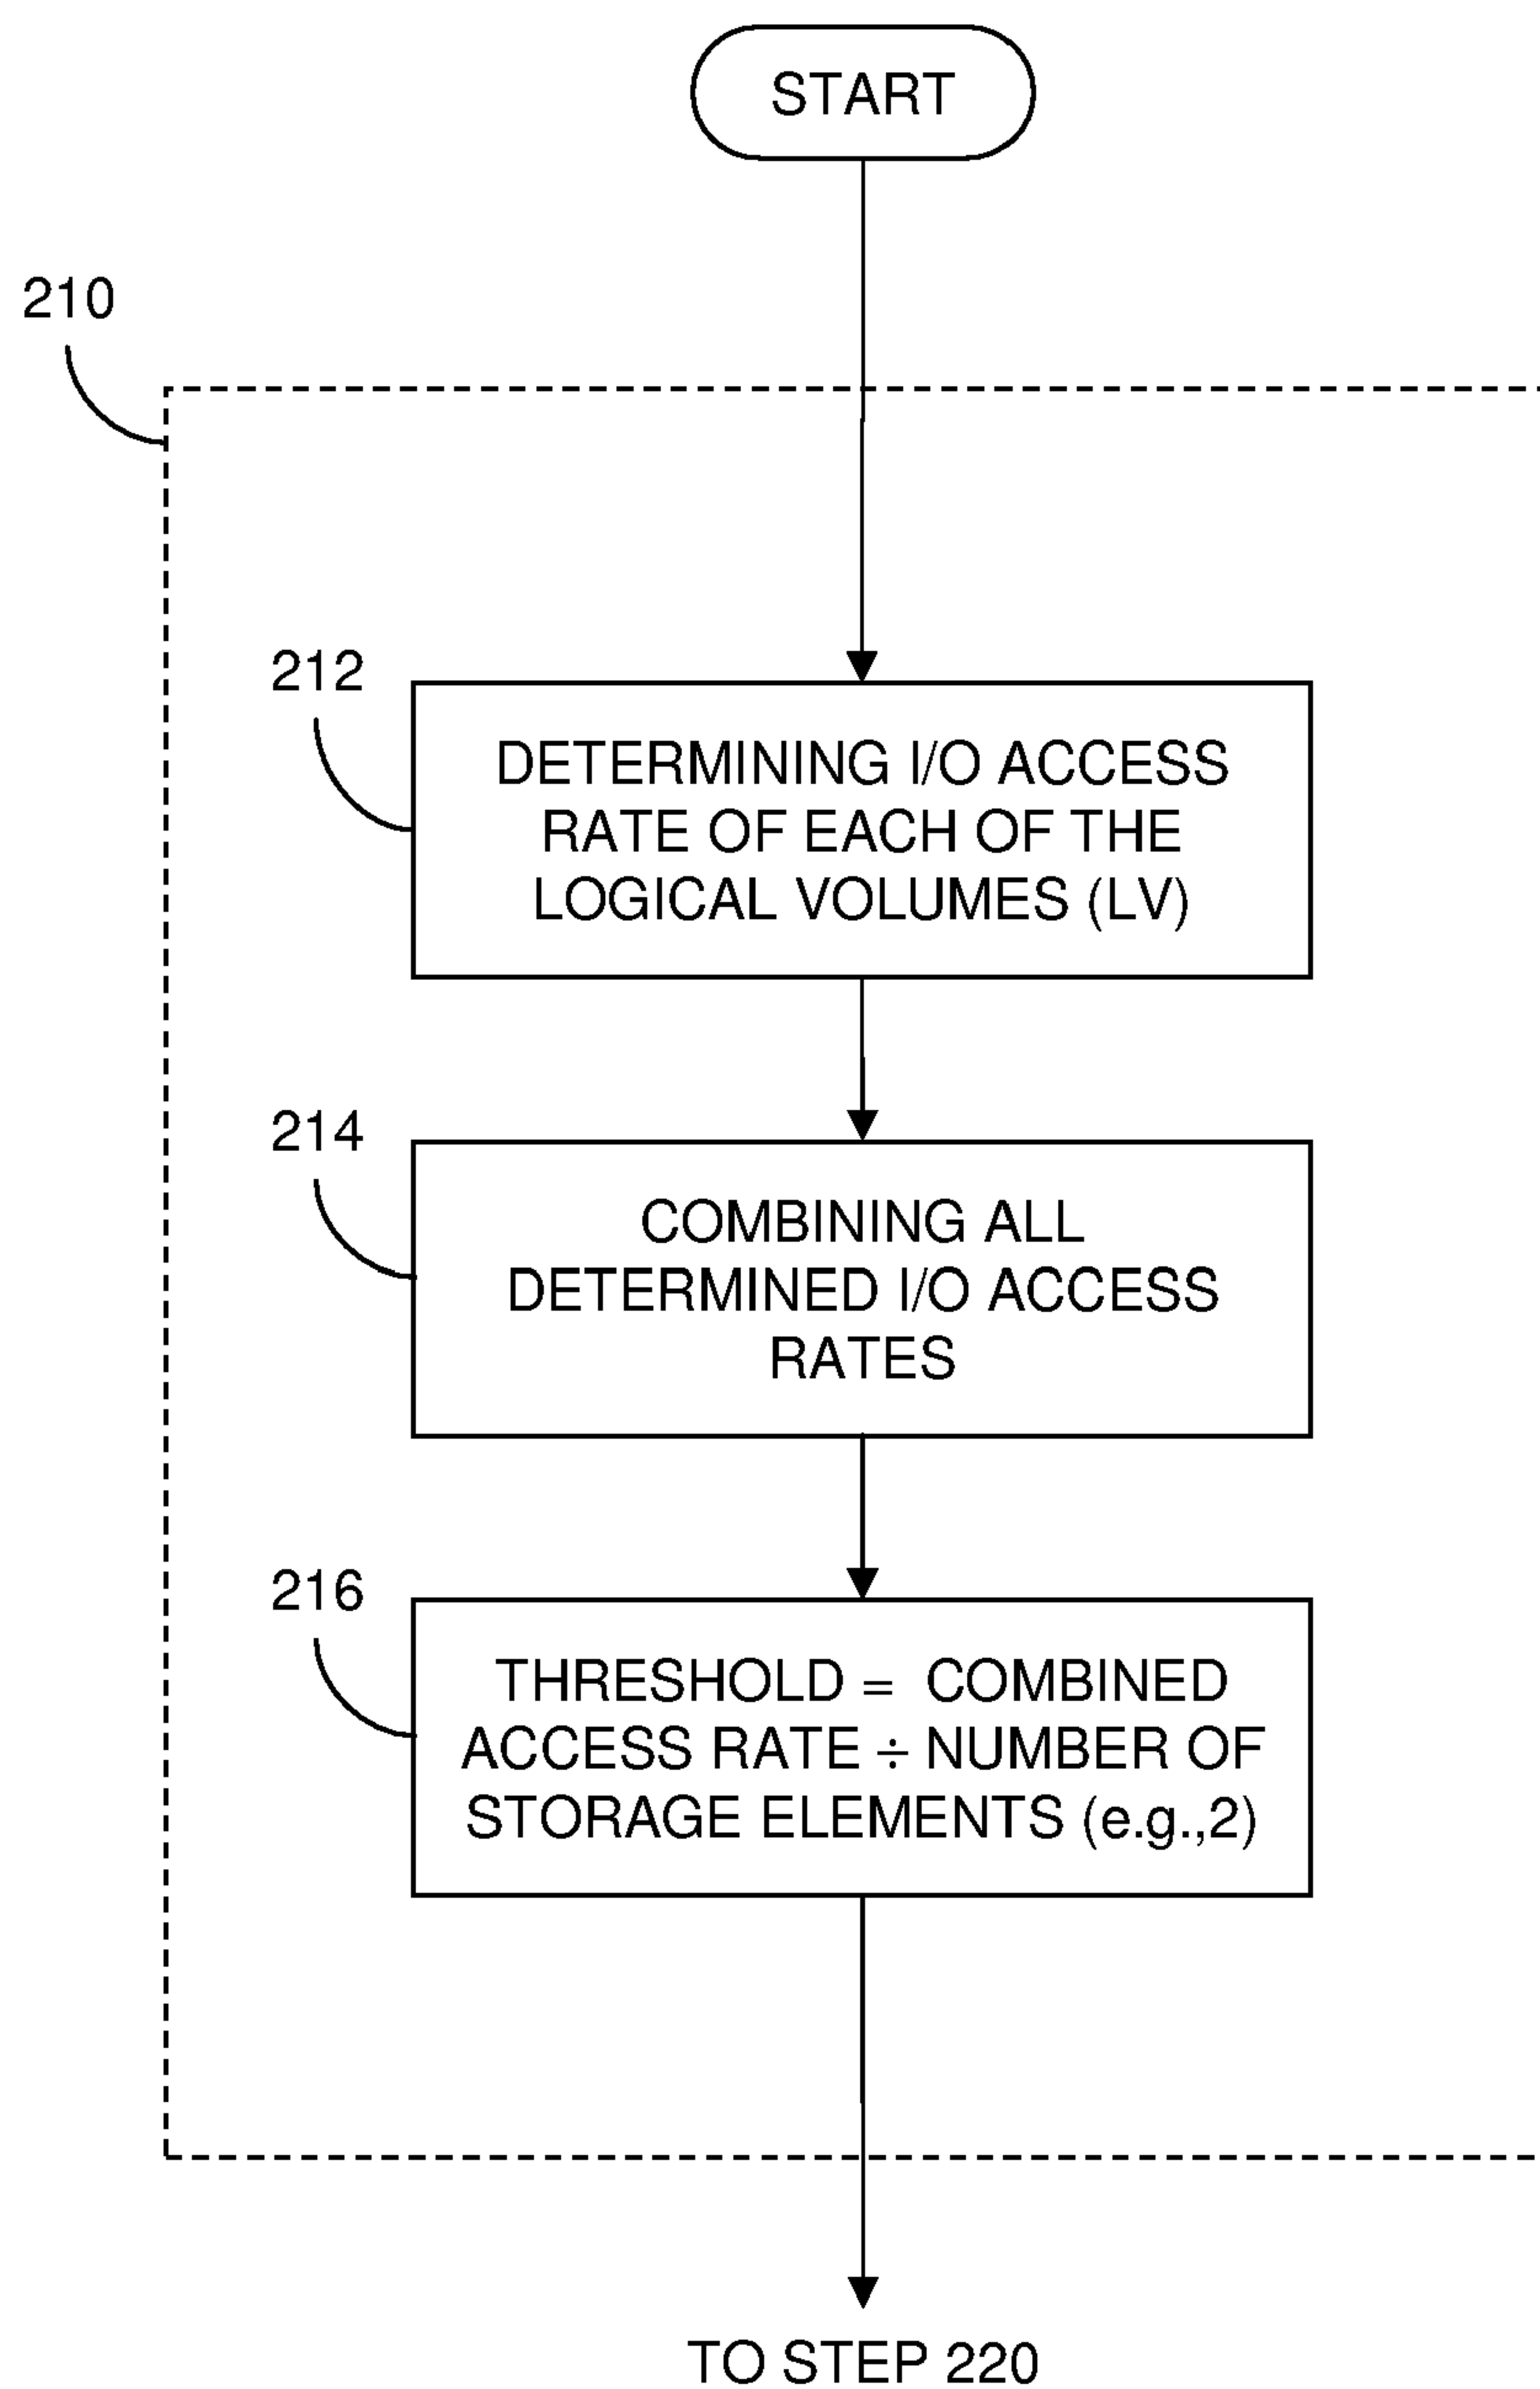 START
210
212
DETERMINING I/O ACCESS
RATE OF EACH OF THE
LOGICAL VOLUMES (LV)
214
COMBINING ALL
DETERMINED I/O ACCESS
RATES
216
THRESHOLD = COMBINED
ACCESS RATE ÷ NUMBER OF
STORAGE ELEMENTS (e.g.,2)
TO STEP 220